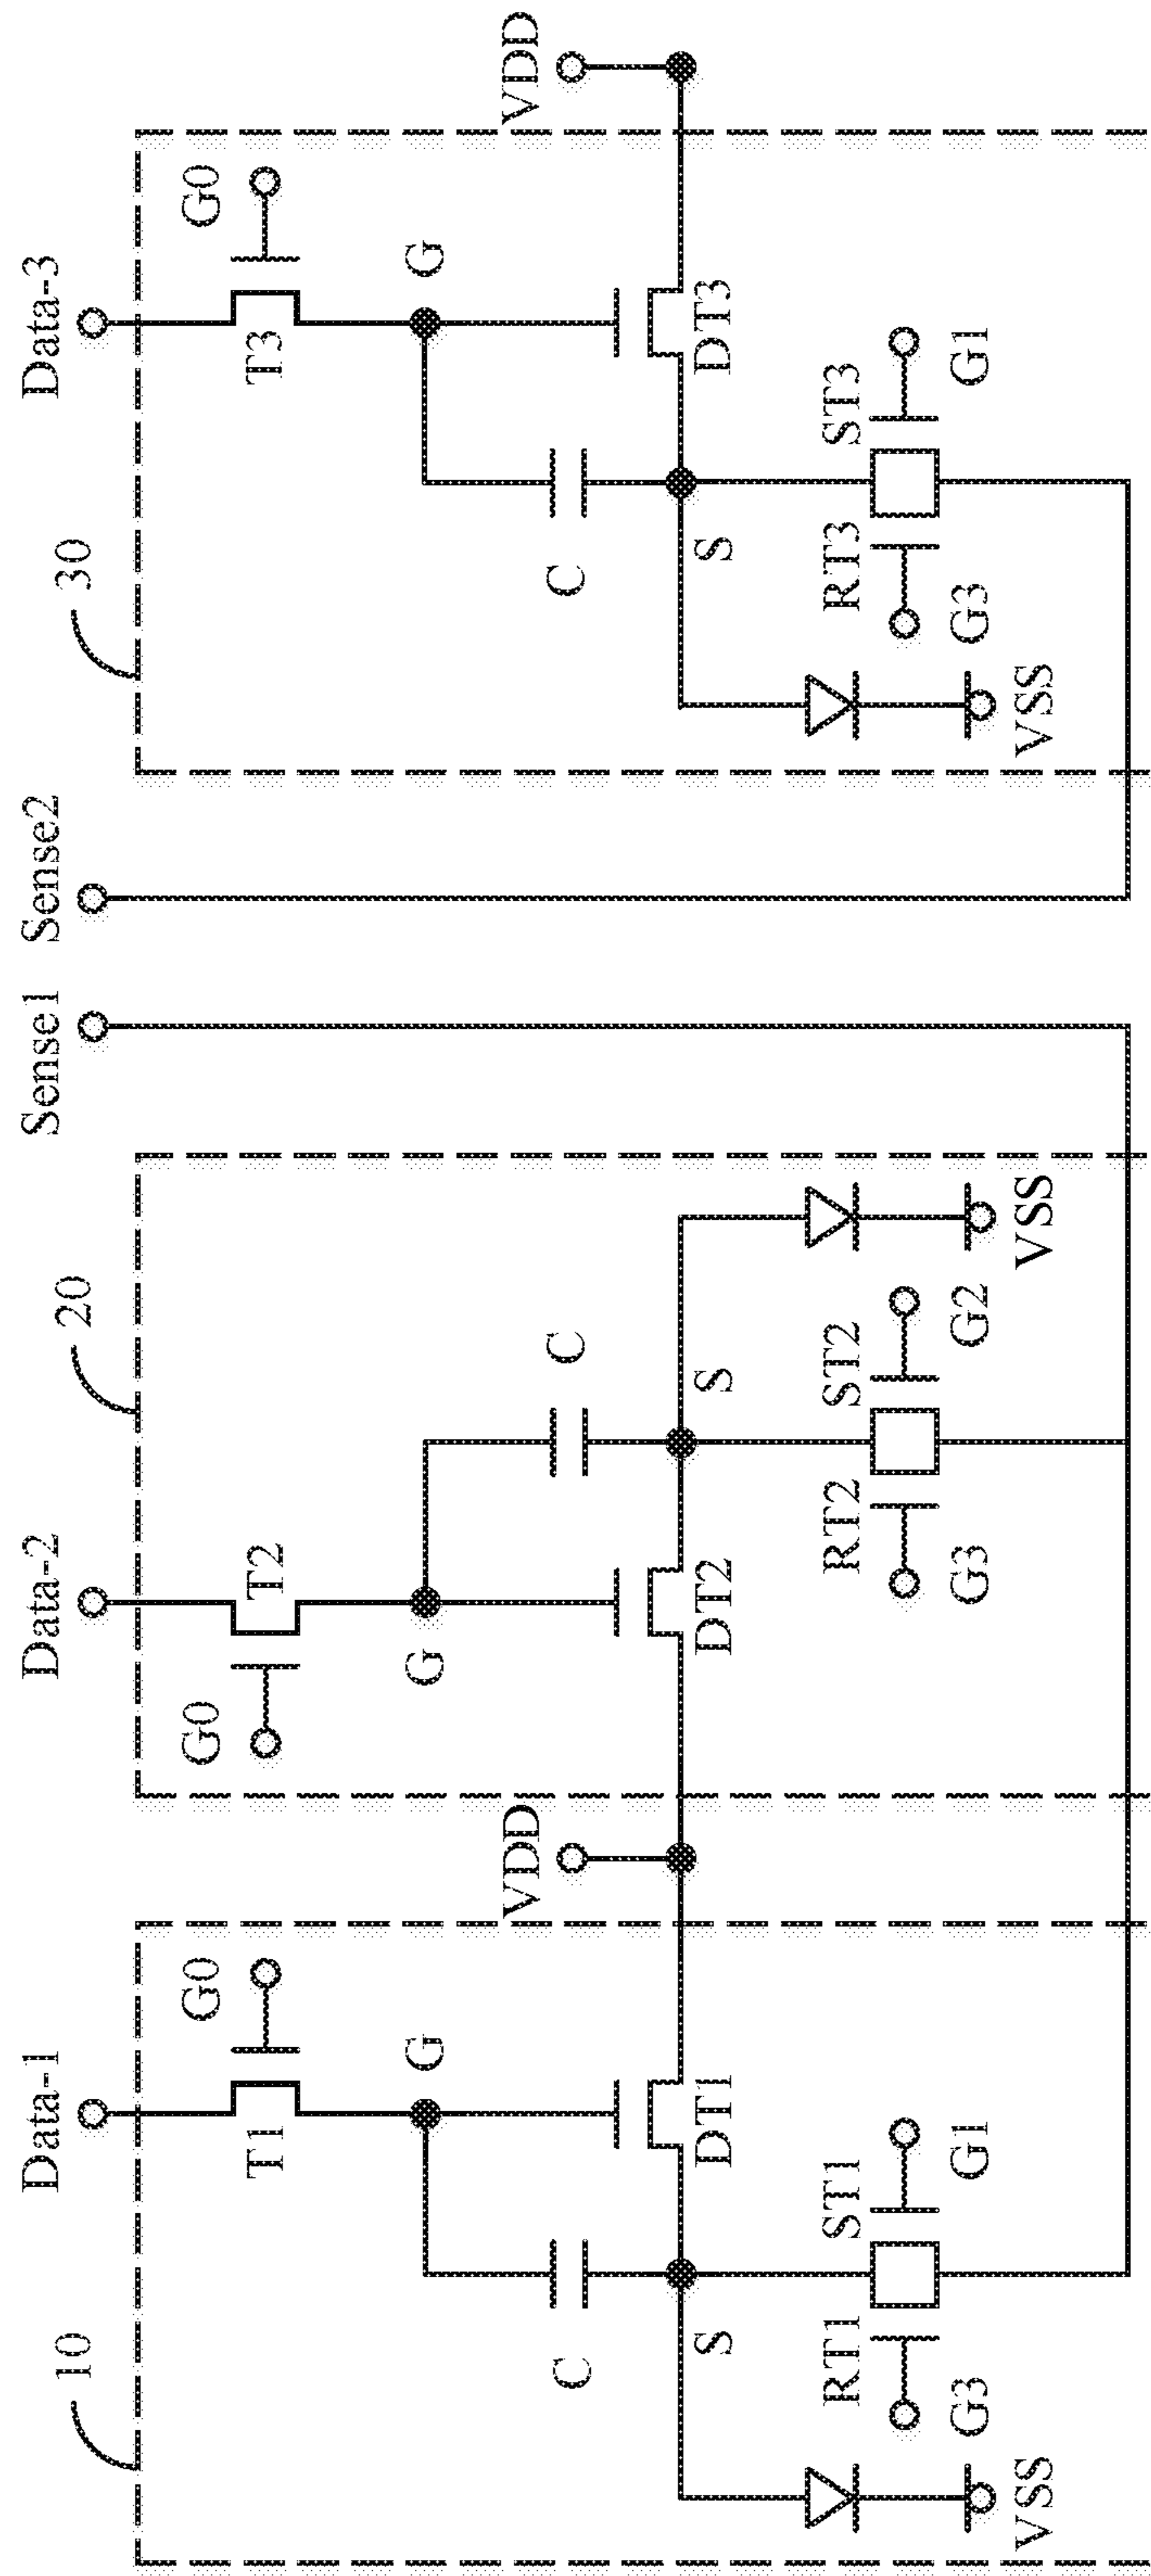 Data-1
Data-2
Sense1
Sense2
Data-3
10
20
30
G0
T1
G0
T2
T3
G0
G
G
G
VDD
VDD
C
C
C
S
DT1
DT2
S
S
DT3
RT1
ST1
RT2
ST2
RT3
ST3
G3
G1
G3
G2
G3
G1
VSS
VSS
VSS